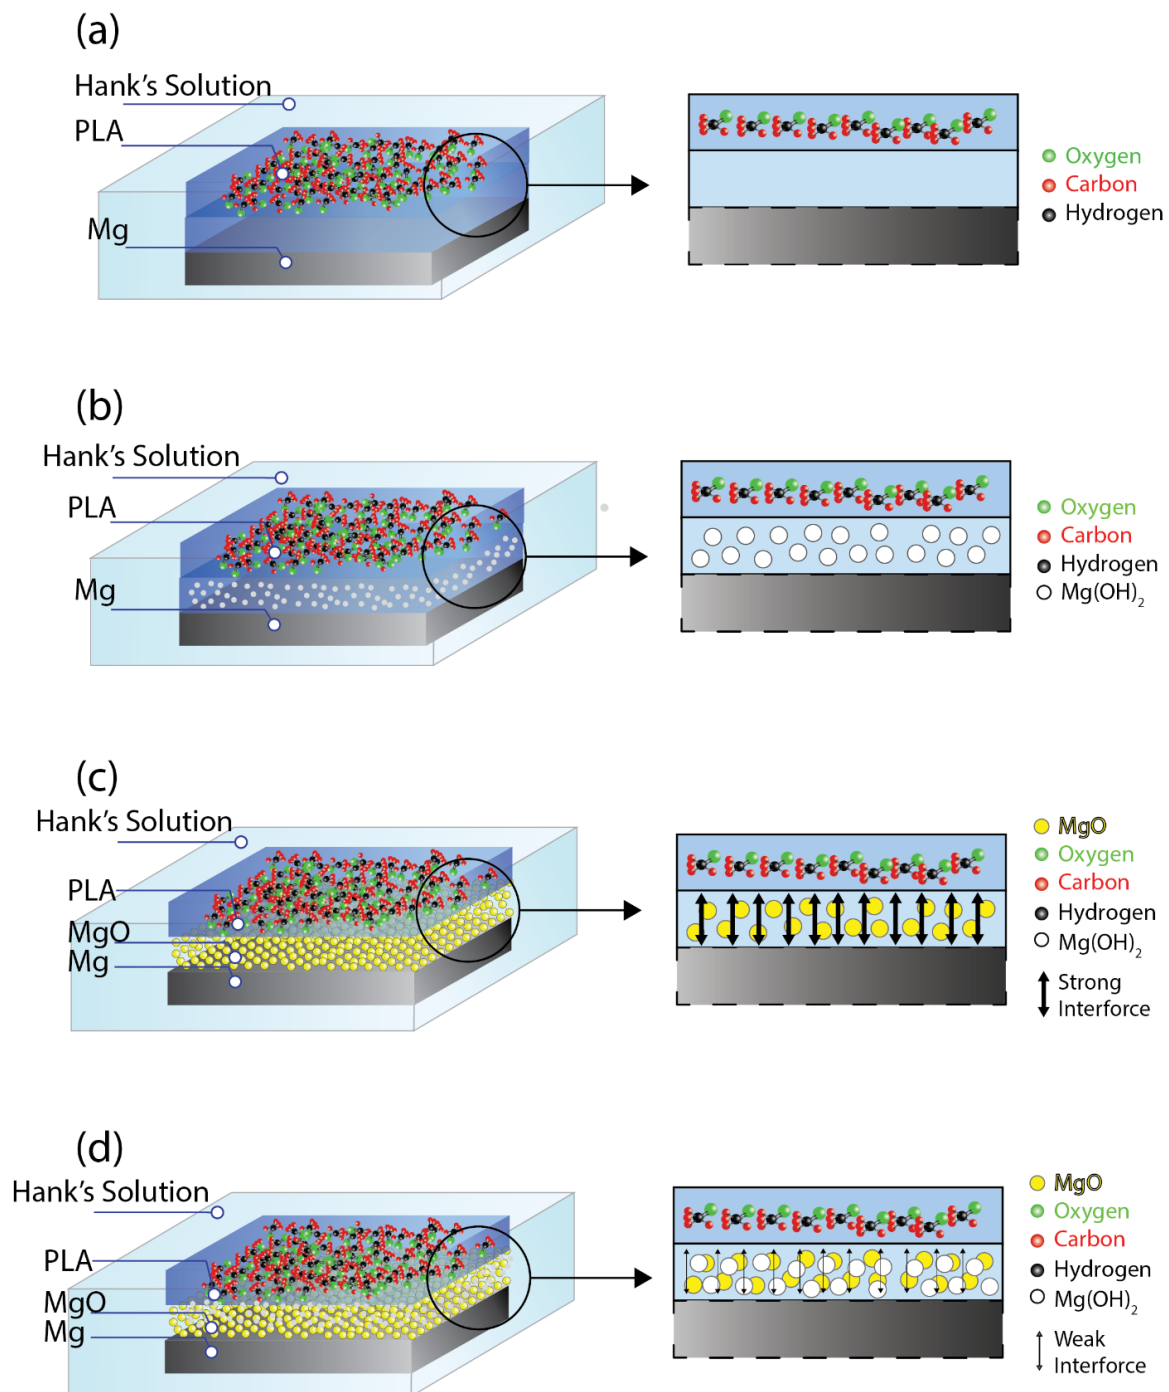 (a)
Hank's Solution
PLA
Mg
Oxygen
Carbon
Hydrogen
(b)
Hank's Solution
PLA
Mg
Oxygen
Carbon
Hydrogen
Mg(OH)₂
(c)
Hank's Solution
PLA
MgO
Mg
MgO
Oxygen
Carbon
Hydrogen
Mg(OH)₂
Strong
Interforce
(d)
Hank's Solution
PLA
MgO
Mg
MgO
Oxygen
Carbon
Hydrogen
Mg(OH)₂
Weak
Interforce